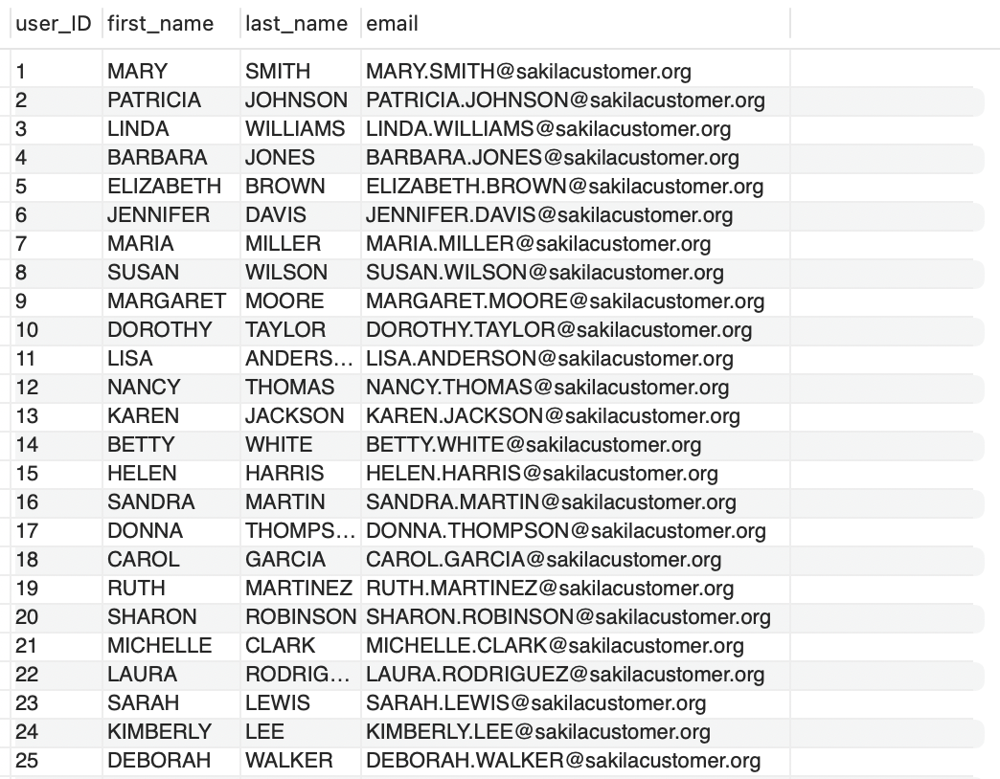 user_ID first_name last_name email
1 MARY SMITH MARY.SMITH@sakilacustomer.org
2 PATRICIA JOHNSON PATRICIA.JOHNSON@sakilacustomer.org
3 LINDA WILLIAMS LINDA.WILLIAMS@sakilacustomer.org
4 BARBARA JONES BARBARA.JONES@sakilacustomer.org
5 ELIZABETH BROWN ELIZABETH.BROWN@sakilacustomer.org
6 JENNIFER DAVIS JENNIFER.DAVIS@sakilacustomer.org
7 MARIA MILLER MARIA.MILLER@sakilacustomer.org
8 SUSAN WILSON SUSAN.WILSON@sakilacustomer.org
9 MARGARET MOORE MARGARET.MOORE@sakilacustomer.org
10 DOROTHY TAYLOR DOROTHY.TAYLOR@sakilacustomer.org
11 LISA ANDERS... LISA.ANDERSON@sakilacustomer.org
12 NANCY THOMAS NANCY.THOMAS@sakilacustomer.org
13 KAREN JACKSON KAREN.JACKSON@sakilacustomer.org
14 BETTY WHITE BETTY.WHITE@sakilacustomer.org
15 HELEN HARRIS HELEN.HARRIS@sakilacustomer.org
16 SANDRA MARTIN SANDRA.MARTIN@sakilacustomer.org
17 DONNA THOMPS... DONNA.THOMPSON@sakilacustomer.org
18 CAROL GARCIA CAROL.GARCIA@sakilacustomer.org
19 RUTH MARTINEZ RUTH.MARTINEZ@sakilacustomer.org
20 SHARON ROBINSON SHARON.ROBINSON@sakilacustomer.org
21 MICHELLE CLARK MICHELLE.CLARK@sakilacustomer.org
22 LAURA RODRIG... LAURA.RODRIGUEZ@sakilacustomer.org
23 SARAH LEWIS SARAH.LEWIS@sakilacustomer.org
24 KIMBERLY LEE KIMBERLY.LEE@sakilacustomer.org
25 DEBORAH WALKER DEBORAH.WALKER@sakilacustomer.org